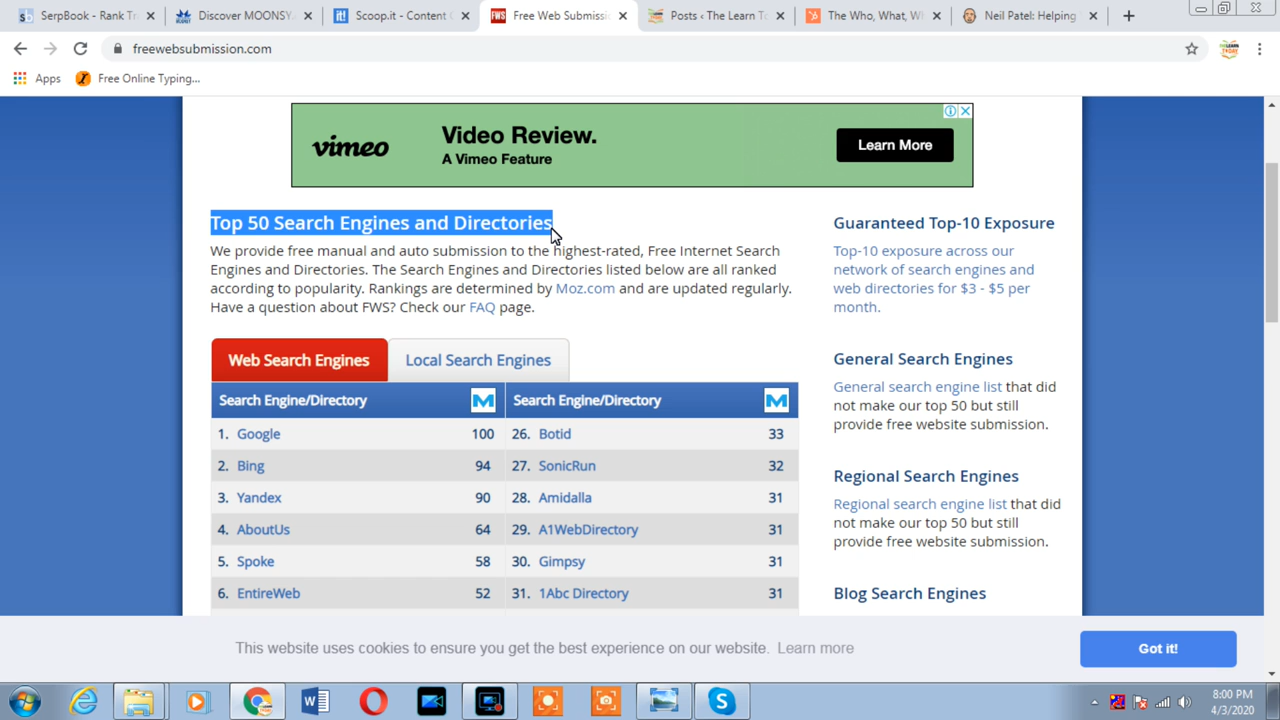 SerpBook - Rank Tr
Discover MOONSY
Scoop.it - Content
Free Web Submissi
Posts ‹ The Learn To
The Who, What, W
Neil Patel: Helping
freewebsubmission.com
Apps
Free Online Typing...
vimeo
Video Review.
A Vimeo Feature
Learn More
Top 50 Search Engines and Directories
We provide free manual and auto submission to the highest-rated, Free Internet Search
Engines and Directories. The Search Engines and Directories listed below are all ranked
according to popularity. Rankings are determined by Moz.com and are updated regularly.
Have a question about FWS? Check our FAQ page.
Web Search Engines
Local Search Engines
Search Engine/Directory M Search Engine/Directory M
1. Google 100 26. Botid 33
2. Bing 94 27. SonicRun 32
3. Yandex 90 28. Amidalla 31
4. AboutUs 64 29. A1WebDirectory 31
5. Spoke 58 30. Gimpsy 31
6. EntireWeb 52 31. 1Abc Directory 31
Guaranteed Top-10 Exposure
Top-10 exposure across our
network of search engines and
web directories for $3 - $5 per
month.
General Search Engines
General search engine list that did
not make our top 50 but still
provide free website submission.
Regional Search Engines
Regional search engine list that did
not make our top 50 but still
provide free website submission.
Blog Search Engines
This website uses cookies to ensure you get the best experience on our website. Learn more
Got it!
8:00 PM
4/3/2020